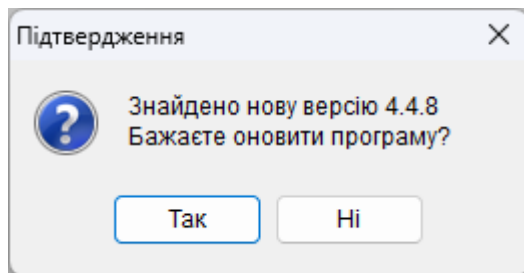 Підтвердження
Знайдено нову версію 4.4.8
Бажаєте оновити програму?
Так
Ні